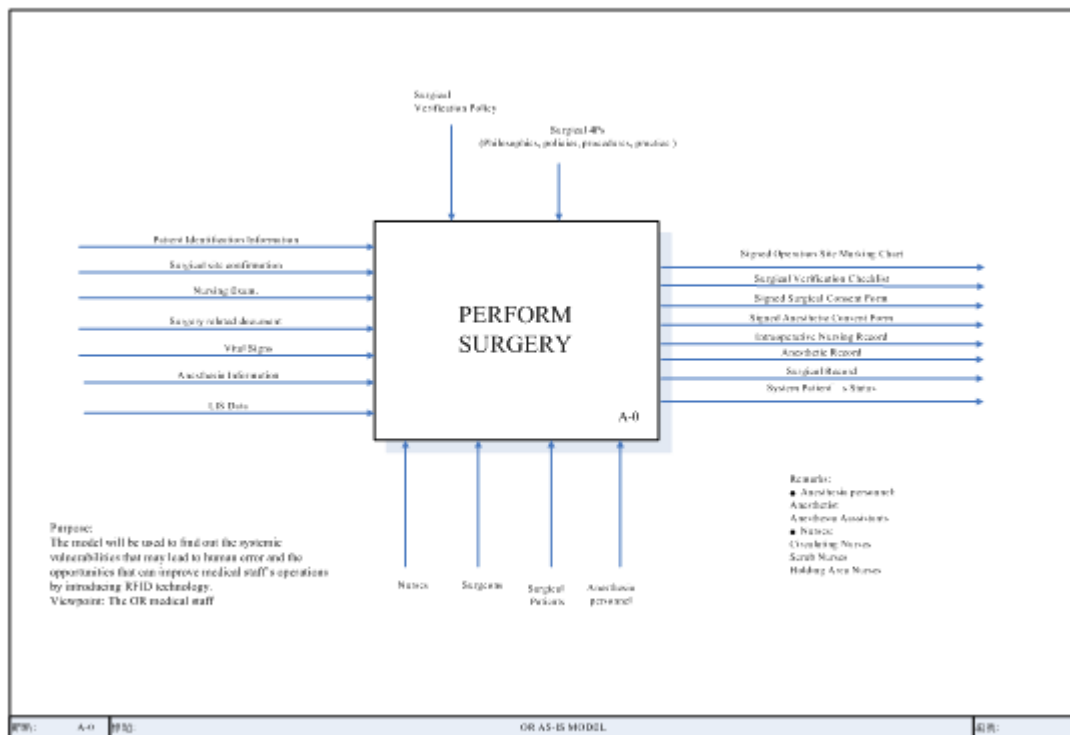 Surgical
Verification Policy
Surgical 4Ps
(Philosophies, policies, procedures, practice )
Patient Identification Information
Surgical site confirmation
Nursing Exam.
Surgery related document
Vital Signs
Anesthesia Information
LIS Data
PERFORM
SURGERY
A-0
Signed Operation Site Marking Chart
Surgical Verification Checklist
Signed Surgical Consent Form
Signed Anesthetic Consent Form
Intraoperative Nursing Record
Anesthetic Record
Surgical Record
System Patient s Status
Nurses
Surgeons
Surgical
Patients
Anesthesia
personnel
Remarks:
● Anesthesia personnel:
Anesthetist
Anesthesia Assistants
● Nurses:
Circulating Nurses
Scrub Nurses
Holding Area Nurses
Purpose:
The model will be used to find out the systemic
vulnerabilities that may lead to human error and the
opportunities that can improve medical staff's operations
by introducing RFID technology.
Viewpoint: The OR medical staff
A-0
OR AS-IS MODEL